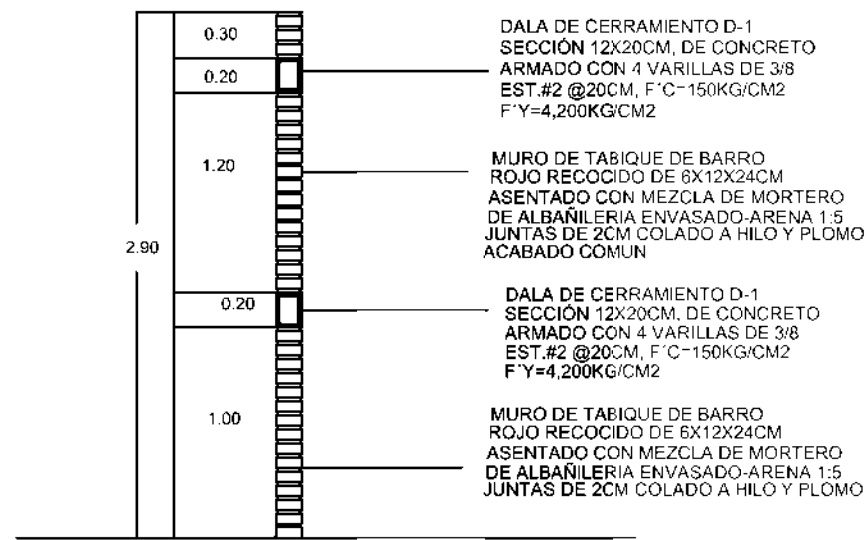 0.30
0.20
1.20
2.90
0.20
1.00
DALA DE CERRAMIENTO D-1
SECCIÓN 12X20CM, DE CONCRETO
ARMADO CON 4 VARILLAS DE 3/8
EST.#2 @20CM, F´C=150KG/CM2
F´Y=4,200KG/CM2
MURO DE TABIQUE DE BARRO
ROJO RECOCIDO DE 6X12X24CM
ASENTADO CON MEZCLA DE MORTERO
DE ALBAÑILERIA ENVASADO-ARENA 1:5
JUNTAS DE 2CM COLADO A HILO Y PLOMO
ACABADO COMUN
DALA DE CERRAMIENTO D-1
SECCIÓN 12X20CM, DE CONCRETO
ARMADO CON 4 VARILLAS DE 3/8
EST.#2 @20CM, F´C=150KG/CM2
F´Y=4,200KG/CM2
MURO DE TABIQUE DE BARRO
ROJO RECOCIDO DE 6X12X24CM
ASENTADO CON MEZCLA DE MORTERO
DE ALBAÑILERIA ENVASADO-ARENA 1:5
JUNTAS DE 2CM COLADO A HILO Y PLOMO